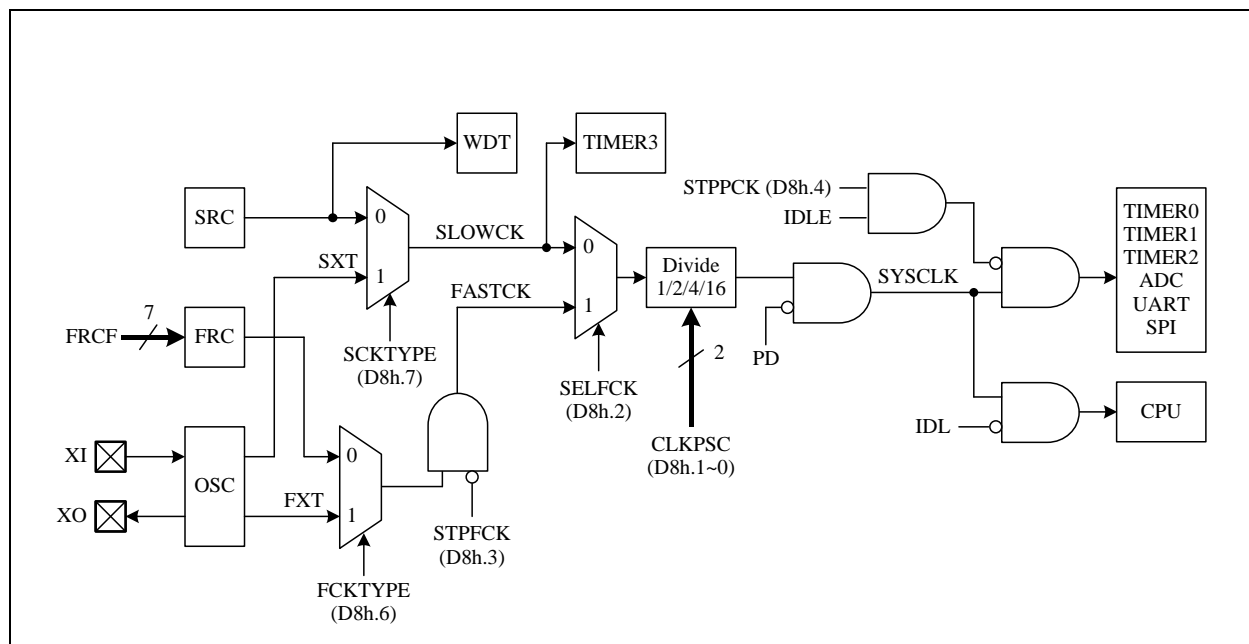 WDT
TIMER3
SRC
0
1
SLOWCK
SXT
SCKTYPE
(D8h.7)
FASTCK
0
1
SELFCK
(D8h.2)
Divide
1/2/4/16
2
CLKPSC
(D8h.1~0)
PD
SYSCLK
STPPCK (D8h.4)
IDLE
TIMER0
TIMER1
TIMER2
ADC
UART
SPI
IDL
CPU
FRCF
7
FRC
XI
XO
OSC
FXT
0
1
FCKTYPE
(D8h.6)
STPFCK
(D8h.3)